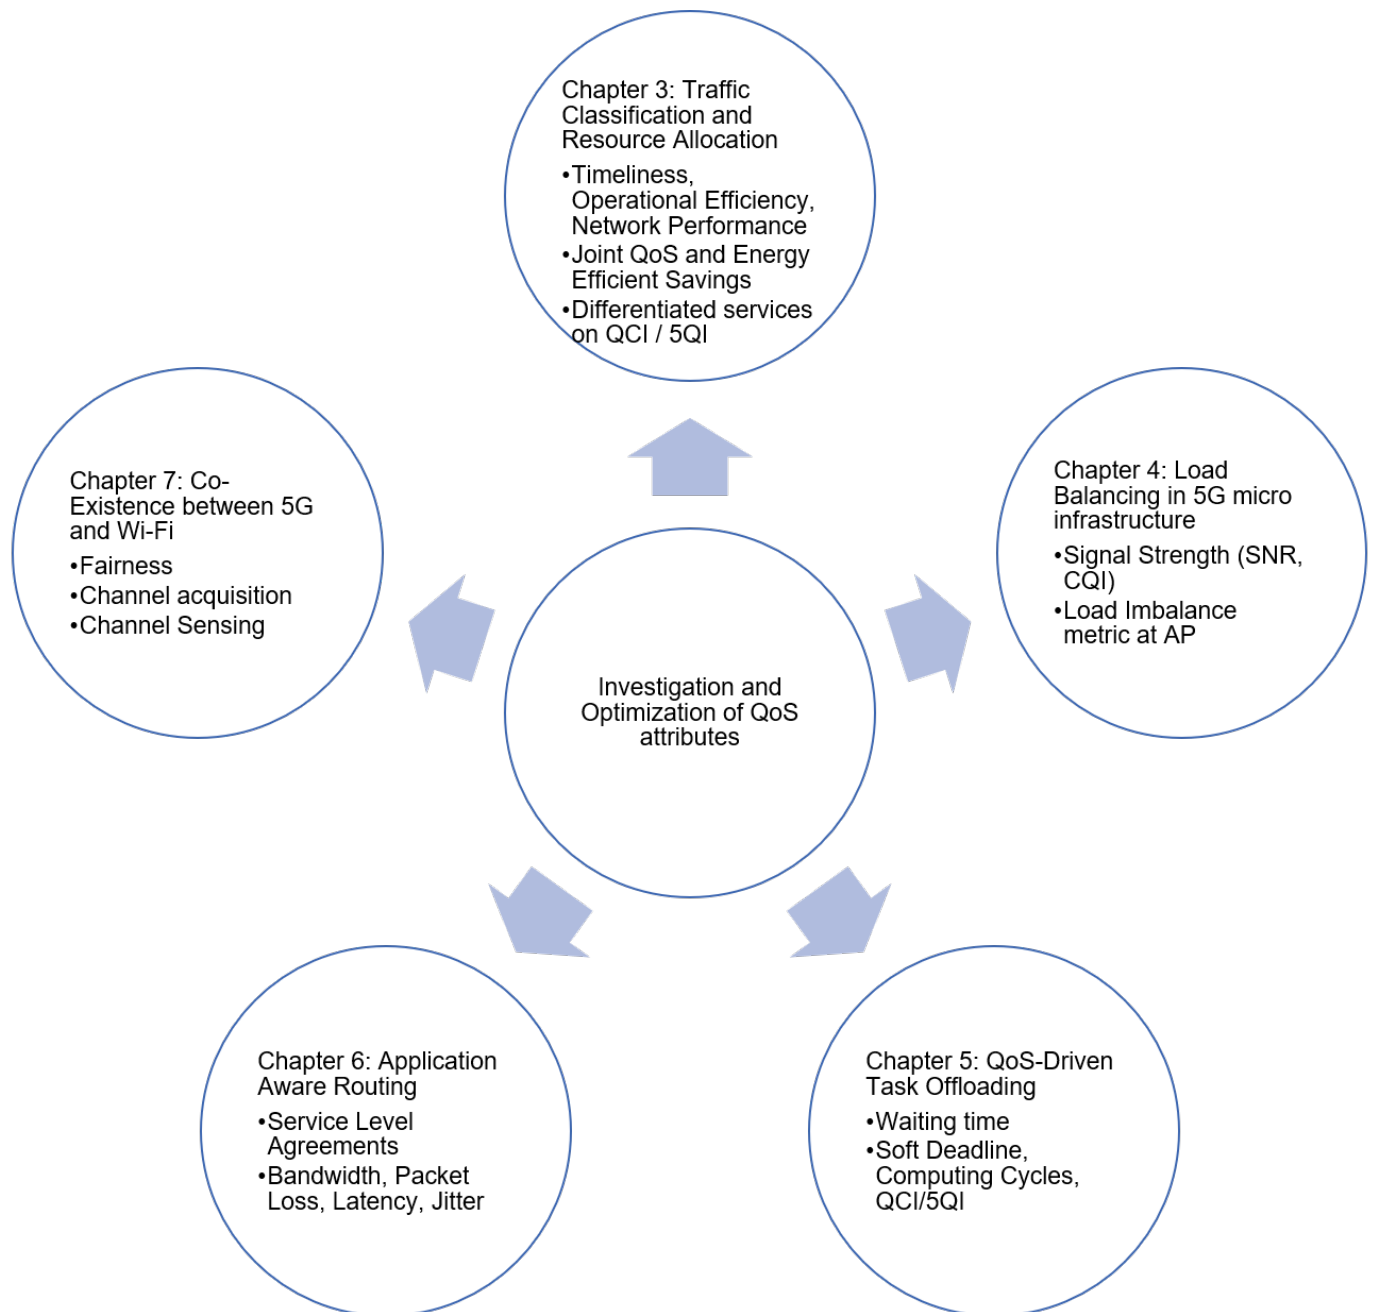 Chapter 3: Traffic
Classification and
Resource Allocation
•Timeliness,
Operational Efficiency,
Network Performance
•Joint QoS and Energy
Efficient Savings
•Differentiated services
on QCI / 5QI
Chapter 4: Load
Balancing in 5G micro
infrastructure
•Signal Strength (SNR,
CQI)
•Load Imbalance
metric at AP
Chapter 5: QoS-Driven
Task Offloading
•Waiting time
•Soft Deadline,
Computing Cycles,
QCI/5QI
Chapter 6: Application
Aware Routing
•Service Level
Agreements
•Bandwidth, Packet
Loss, Latency, Jitter
Chapter 7: Co-
Existence between 5G
and Wi-Fi
•Fairness
•Channel acquisition
•Channel Sensing
Investigation and
Optimization of QoS
attributes